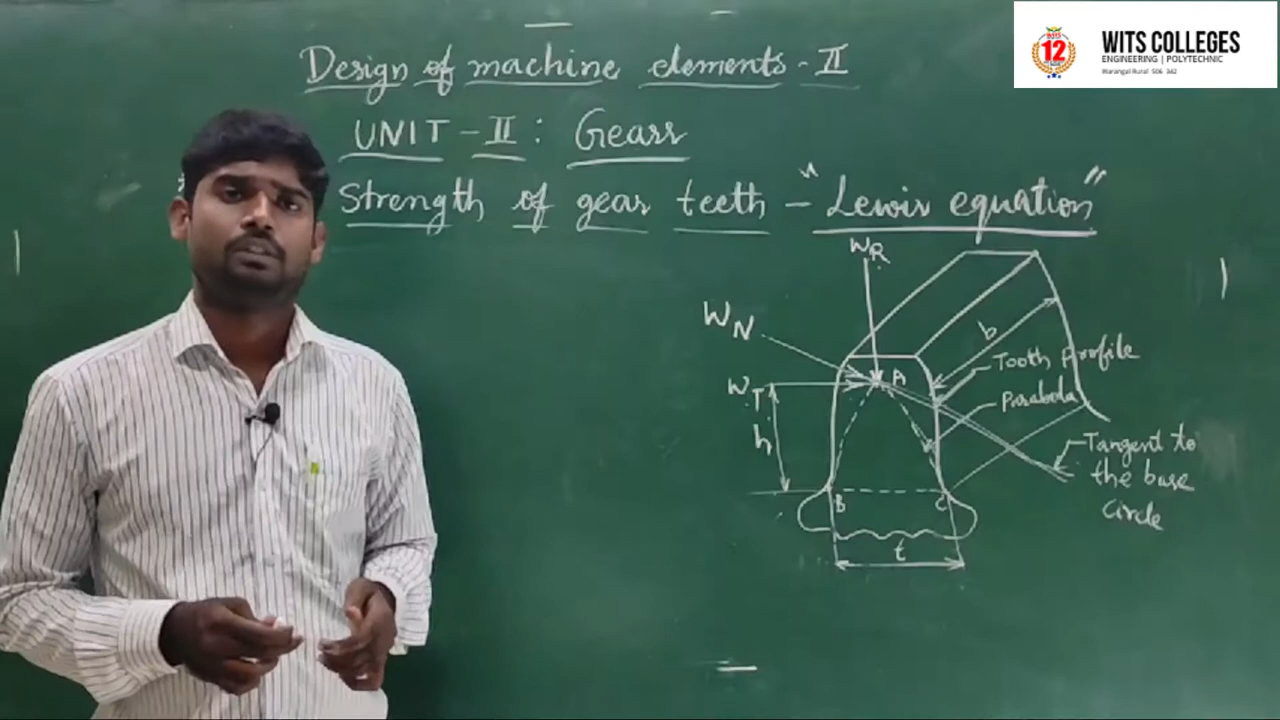 Design of machine elements - II
UNIT - II : Gears
Strength of gear teeth - "Lewis equation"
WR
WN
b
Tooth profile
A
WT
Parabola
h
Tangent to
the base
circle
B
C
t
2013
12
WITS COLLEGES
ENGINEERING | POLYTECHNIC
Warangal Rural 506 342